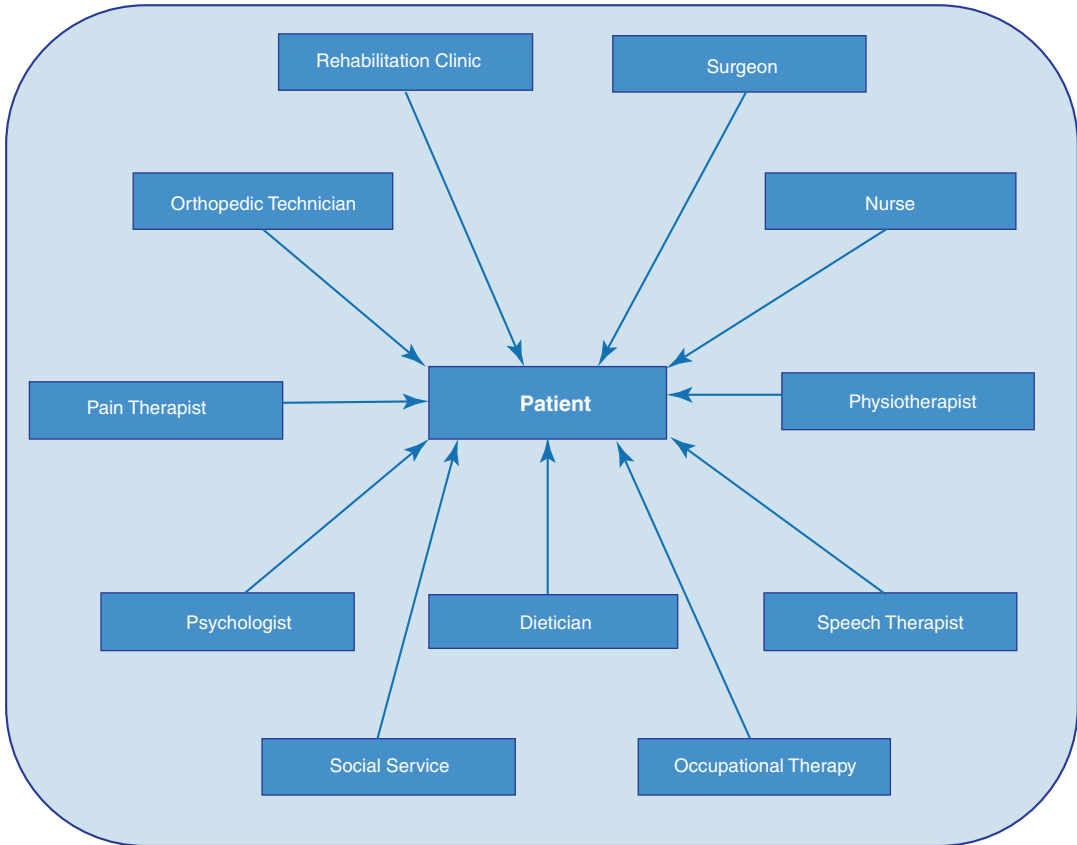 Rehabilitation Clinic
Surgeon
Orthopedic Technician
Nurse
Pain Therapist
Patient
Physiotherapist
Psychologist
Dietician
Speech Therapist
Social Service
Occupational Therapy